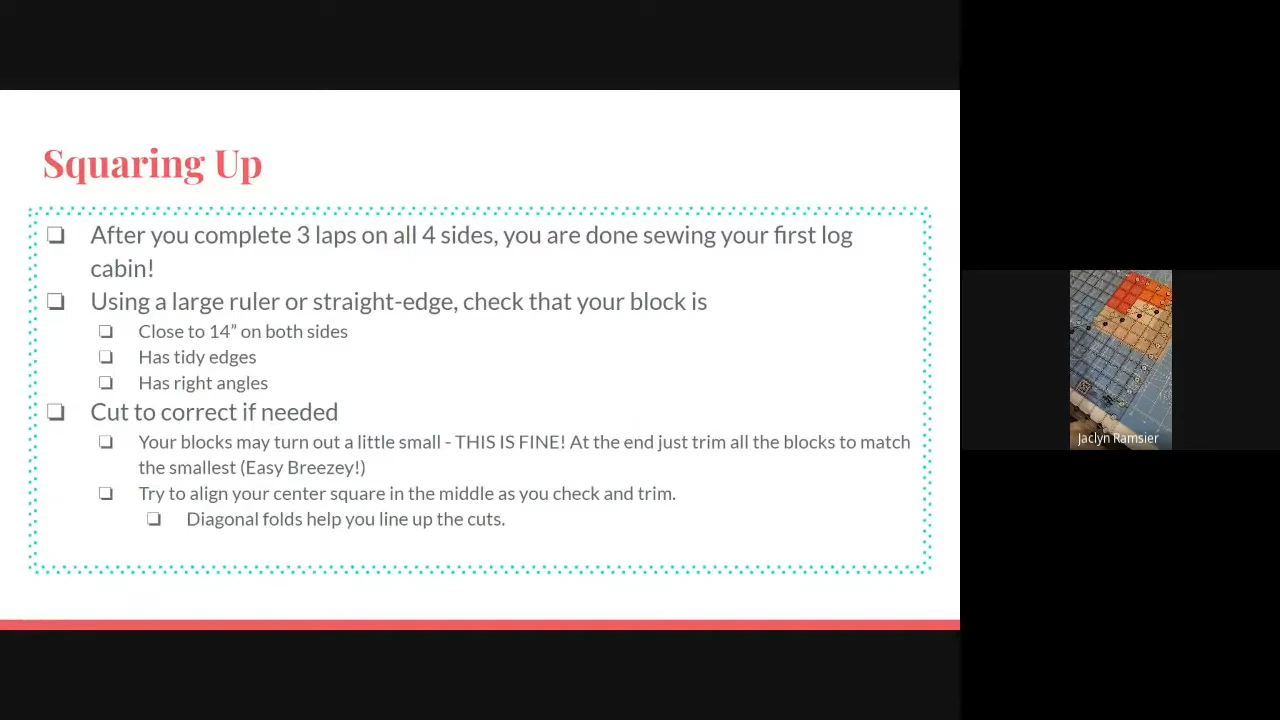 Squaring Up
After you complete 3 laps on all 4 sides, you are done sewing your first log
cabin!
Using a large ruler or straight-edge, check that your block is
Close to 14” on both sides
Has tidy edges
Has right angles
Cut to correct if needed
Your blocks may turn out a little small - THIS IS FINE! At the end just trim all the blocks to match
the smallest (Easy Breezey!)
Try to align your center square in the middle as you check and trim.
Diagonal folds help you line up the cuts.
Jaclyn Ramsier